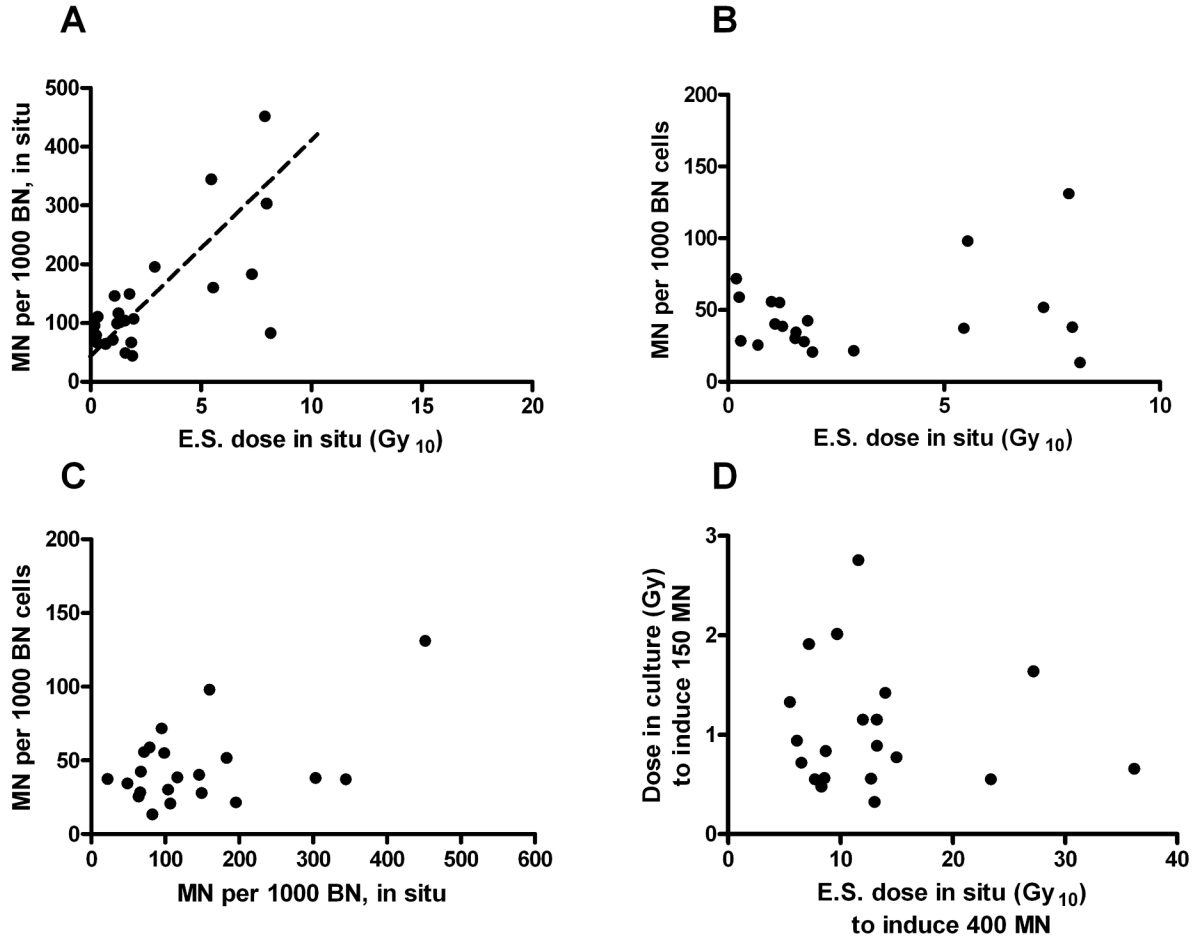 A
MN per 1000 BN, in situ
500
400
300
200
100
0
0 5 10 15 20
E.S. dose in situ (Gy 10)
B
MN per 1000 BN cells
200
150
100
50
0
0 5 10
E.S. dose in situ (Gy 10)
C
MN per 1000 BN cells
200
150
100
50
0
0 100 200 300 400 500 600
MN per 1000 BN, in situ
D
Dose in culture (Gy)
to induce 150 MN
3
2
1
0
0 10 20 30 40
E.S. dose in situ (Gy10)
to induce 400 MN